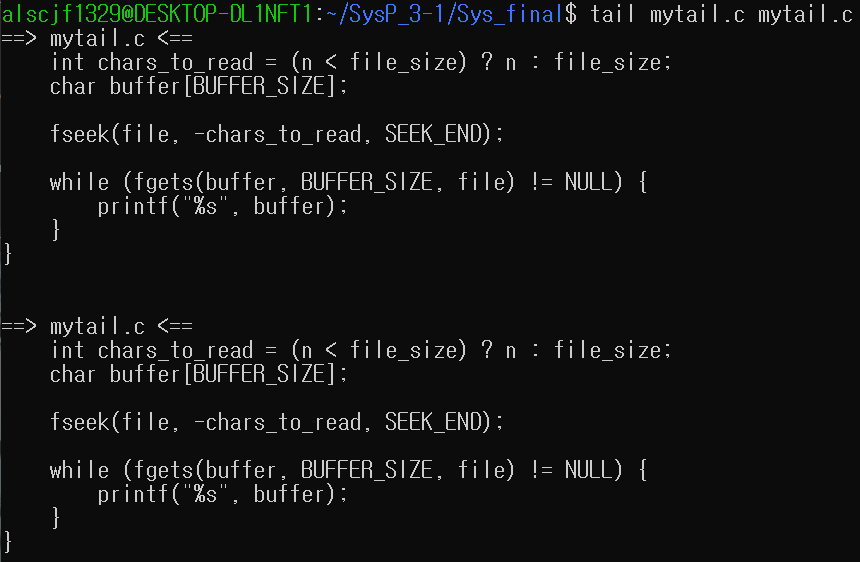 alscjf1329@DESKTOP-DL1NFT1:~/SysP_3-1/Sys_final$ tail mytail.c mytail.c
==> mytail.c <==
    int chars_to_read = (n < file_size) ? n : file_size;
    char buffer[BUFFER_SIZE];

    fseek(file, -chars_to_read, SEEK_END);

    while (fgets(buffer, BUFFER_SIZE, file) != NULL) {
        printf("%s", buffer);
    }
}


==> mytail.c <==
    int chars_to_read = (n < file_size) ? n : file_size;
    char buffer[BUFFER_SIZE];

    fseek(file, -chars_to_read, SEEK_END);

    while (fgets(buffer, BUFFER_SIZE, file) != NULL) {
        printf("%s", buffer);
    }
}